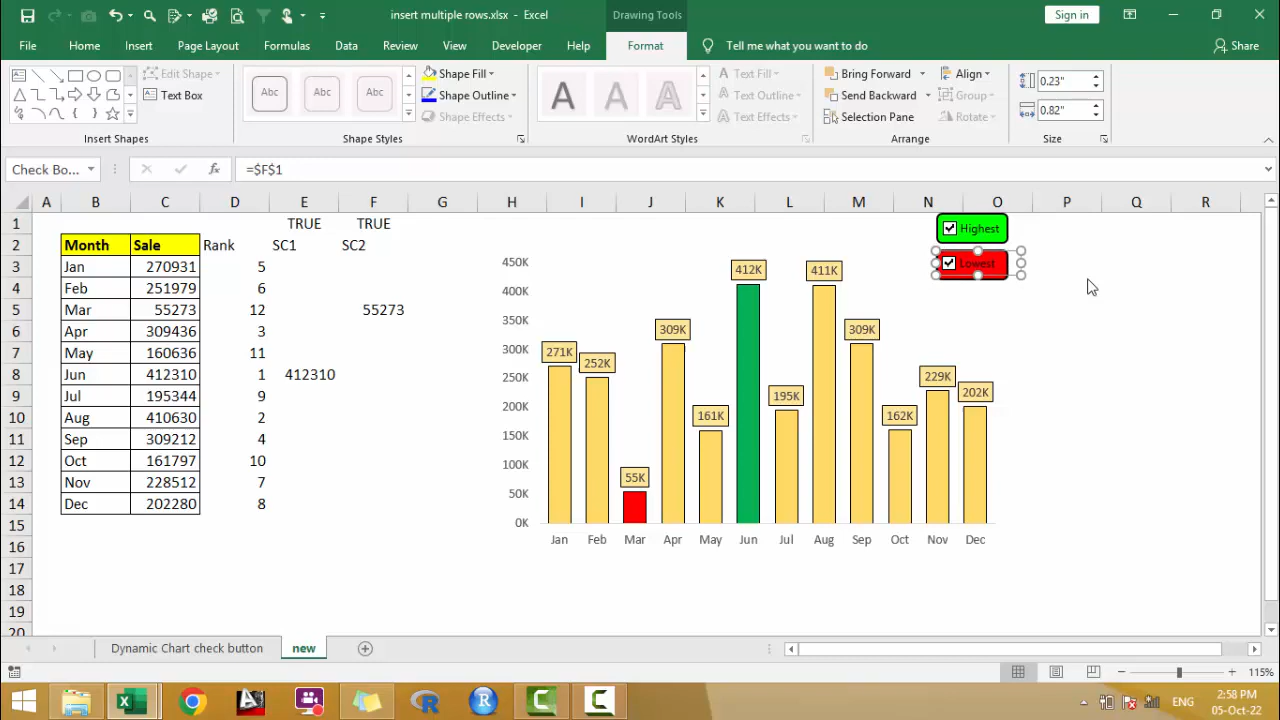 insert multiple rows.xlsx - Excel
Drawing Tools
Sign in
File Home Insert Page Layout Formulas Data Review View Developer Help Format Tell me what you want to do Share
Edit Shape
Text Box
Insert Shapes
Abc Abc Abc
Shape Fill
Shape Outline
Shape Effects
Shape Styles
A A A
Text Fill
Text Outline
Text Effects
WordArt Styles
Bring Forward
Send Backward
Selection Pane
Align
Group
Rotate
Arrange
0.23"
0.82"
Size
Check Bo... fx =$F$1
A B C D E F G H I J K L M N O P Q R
1 TRUE TRUE
2 Month Sale Rank SC1 SC2
3 Jan 270931 5
4 Feb 251979 6
5 Mar 55273 12 55273
6 Apr 309436 3
7 May 160636 11
8 Jun 412310 1 412310
9 Jul 195344 9
10 Aug 410630 2
11 Sep 309212 4
12 Oct 161797 10
13 Nov 228512 7
14 Dec 202280 8
15
16
17
18
19
20
Highest
Lowest
450K
400K
350K
300K
250K
200K
150K
100K
50K
0K
271K 252K 55K 309K 161K 412K 195K 411K 309K 162K 229K 202K
Jan Feb Mar Apr May Jun Jul Aug Sep Oct Nov Dec
Dynamic Chart check button new
115%
ENG
2:58 PM
05-Oct-22